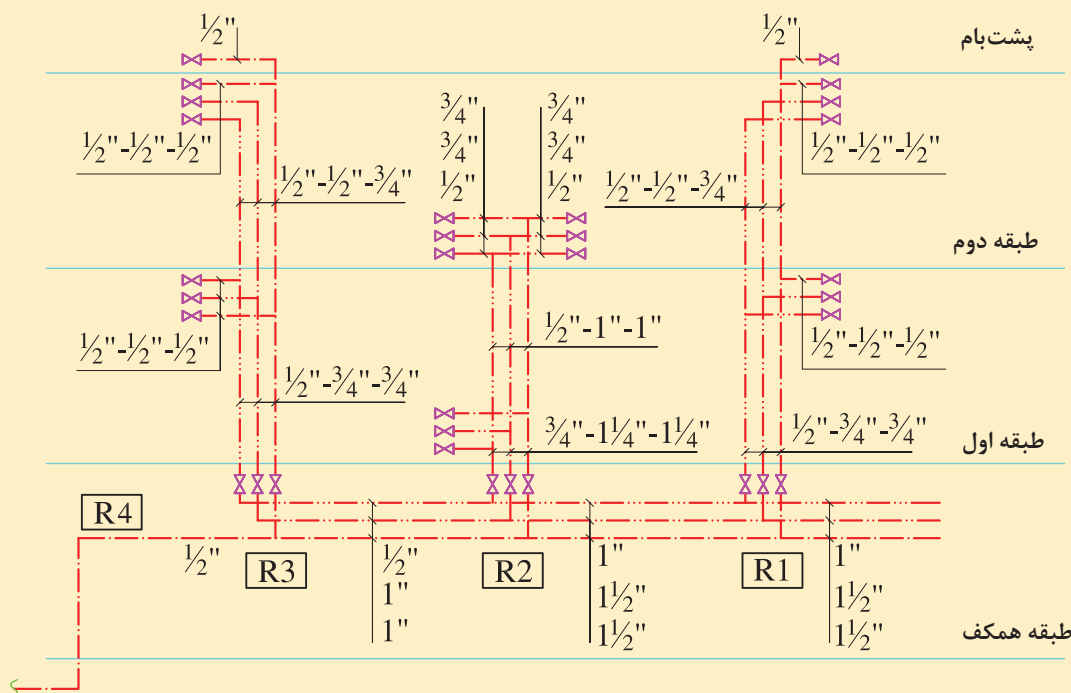 ½" ½" پشت‌بام
¾" ¾"
¾" ¾"
½"-½"-½" ½" ½" ½"-½"-½"
½"-½"-¾" ½"-½"-¾"
طبقه دوم
½"-1"-1"
½"-½"-½" ½"-½"-½"
½"-¾"-¾"
¾"-1¼"-1¼" ½"-¾"-¾" طبقه اول
R4
½" R3 ½" R2 1" R1 1"
1" 1½" 1½"
1" 1½" 1½" طبقه همکف